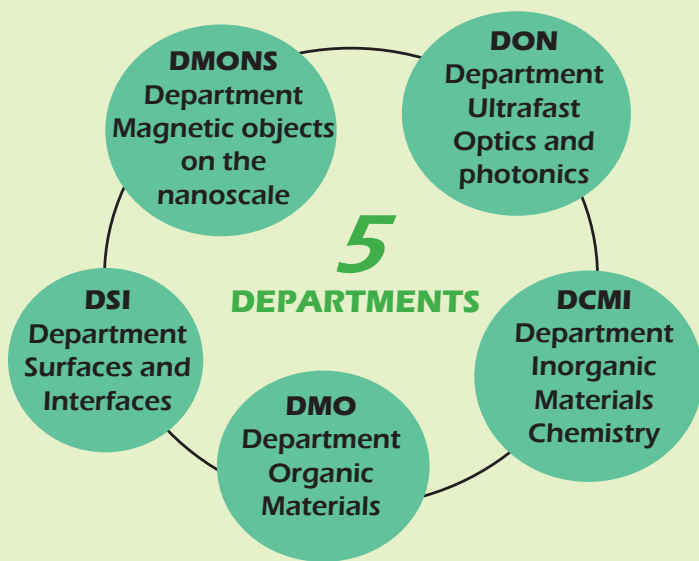 DMONS
Department
Magnetic objects
on the
nanoscale
DON
Department
Ultrafast
Optics and
photonics
5
DEPARTMENTS
DSI
Department
Surfaces and
Interfaces
DCMI
Department
Inorganic
Materials
Chemistry
DMO
Department
Organic
Materials